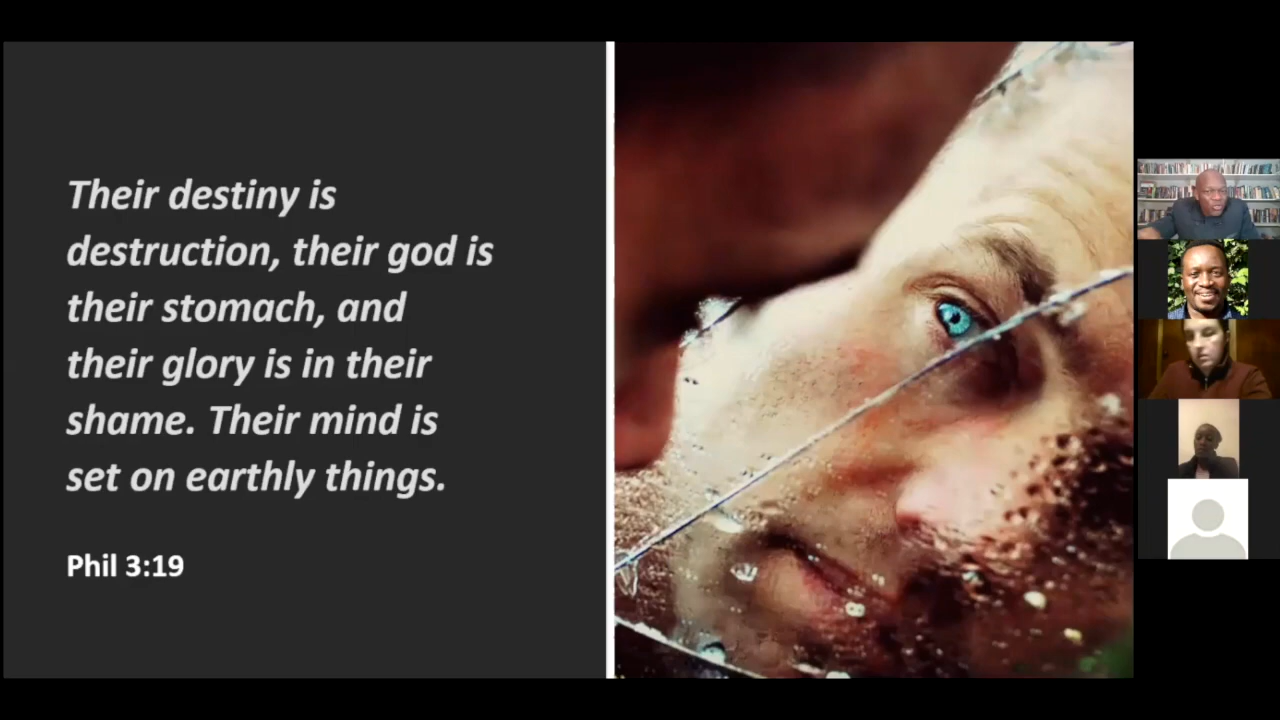 Their destiny is
destruction, their god is
their stomach, and
their glory is in their
shame. Their mind is
set on earthly things.
Phil 3:19